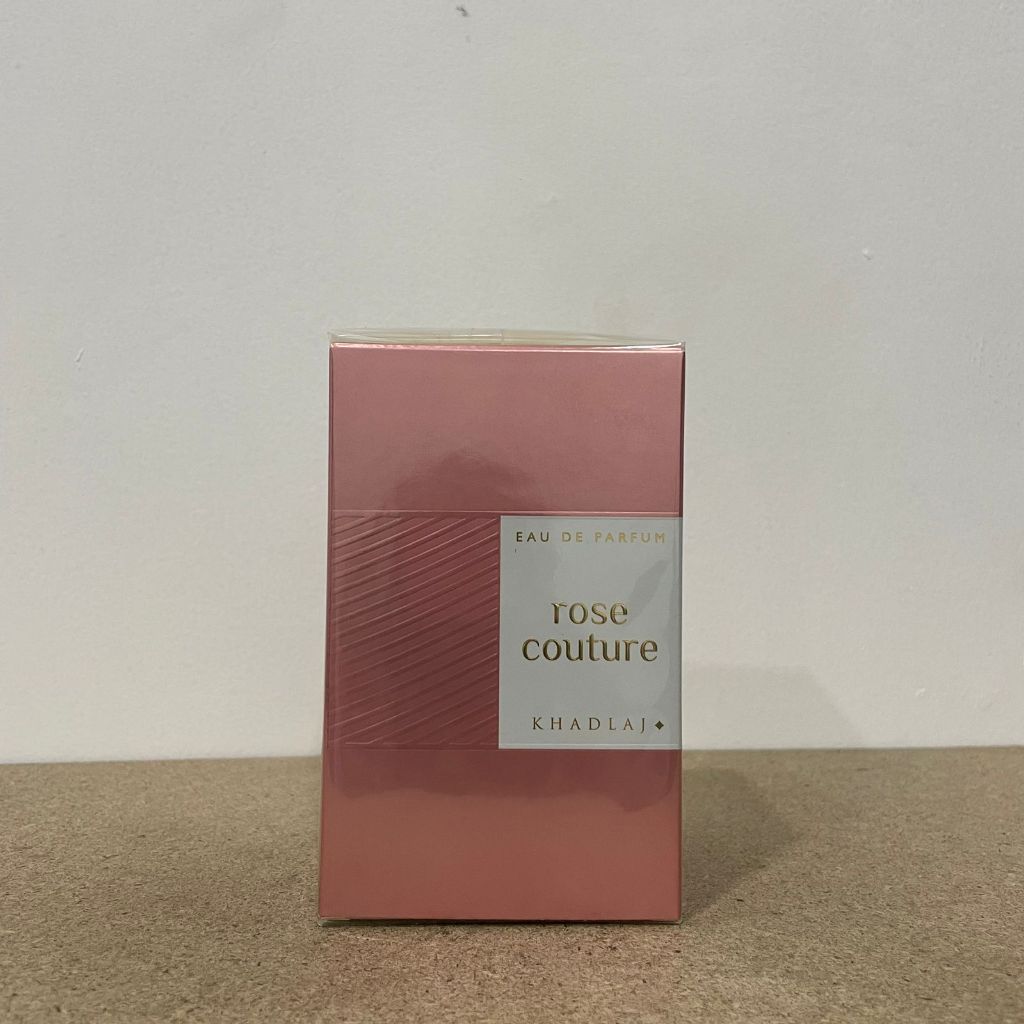 EAU DE PARFUM
rose
couture
KHADLAJ